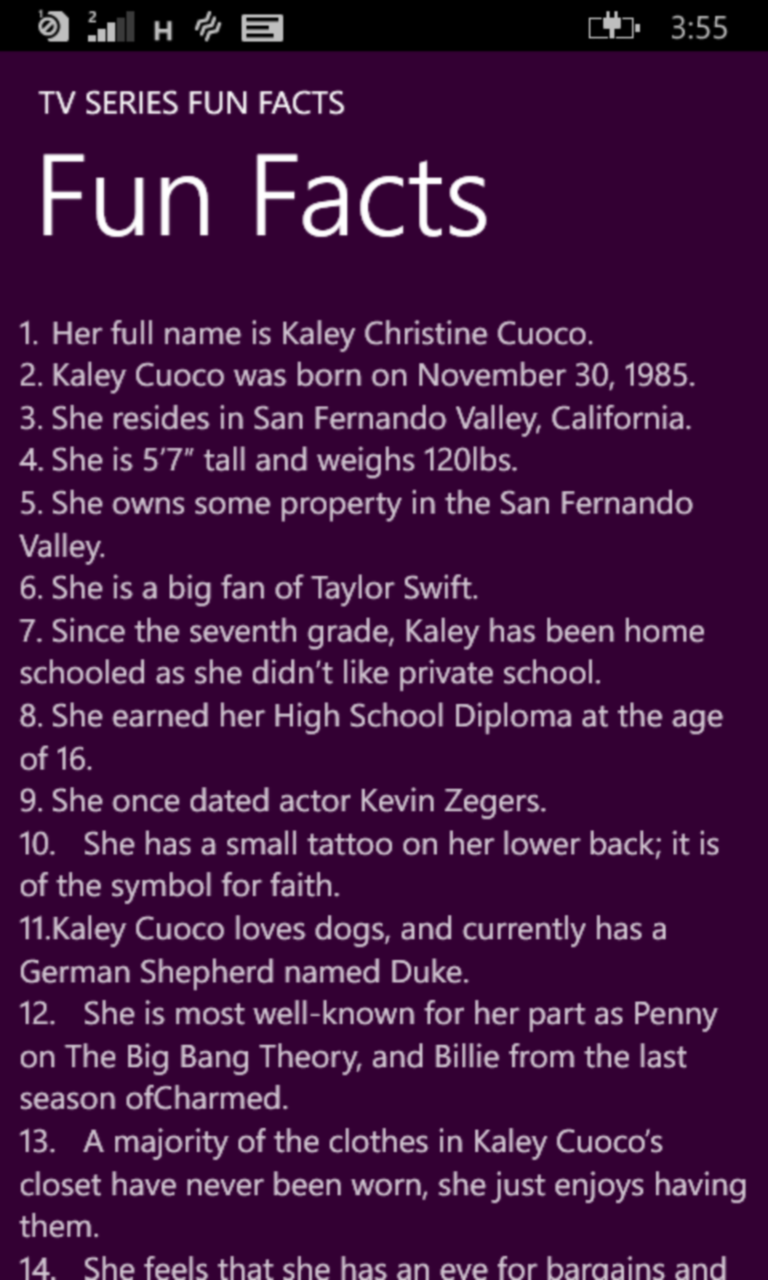 1 2 H 3:55
TV SERIES FUN FACTS
Fun Facts
1. Her full name is Kaley Christine Cuoco.
2. Kaley Cuoco was born on November 30, 1985.
3. She resides in San Fernando Valley, California.
4. She is 5’7” tall and weighs 120lbs.
5. She owns some property in the San Fernando
Valley.
6. She is a big fan of Taylor Swift.
7. Since the seventh grade, Kaley has been home
schooled as she didn’t like private school.
8. She earned her High School Diploma at the age
of 16.
9. She once dated actor Kevin Zegers.
10. She has a small tattoo on her lower back; it is
of the symbol for faith.
11.Kaley Cuoco loves dogs, and currently has a
German Shepherd named Duke.
12. She is most well-known for her part as Penny
on The Big Bang Theory, and Billie from the last
season ofCharmed.
13. A majority of the clothes in Kaley Cuoco’s
closet have never been worn, she just enjoys having
them.
14. She feels that she has an eye for bargains and